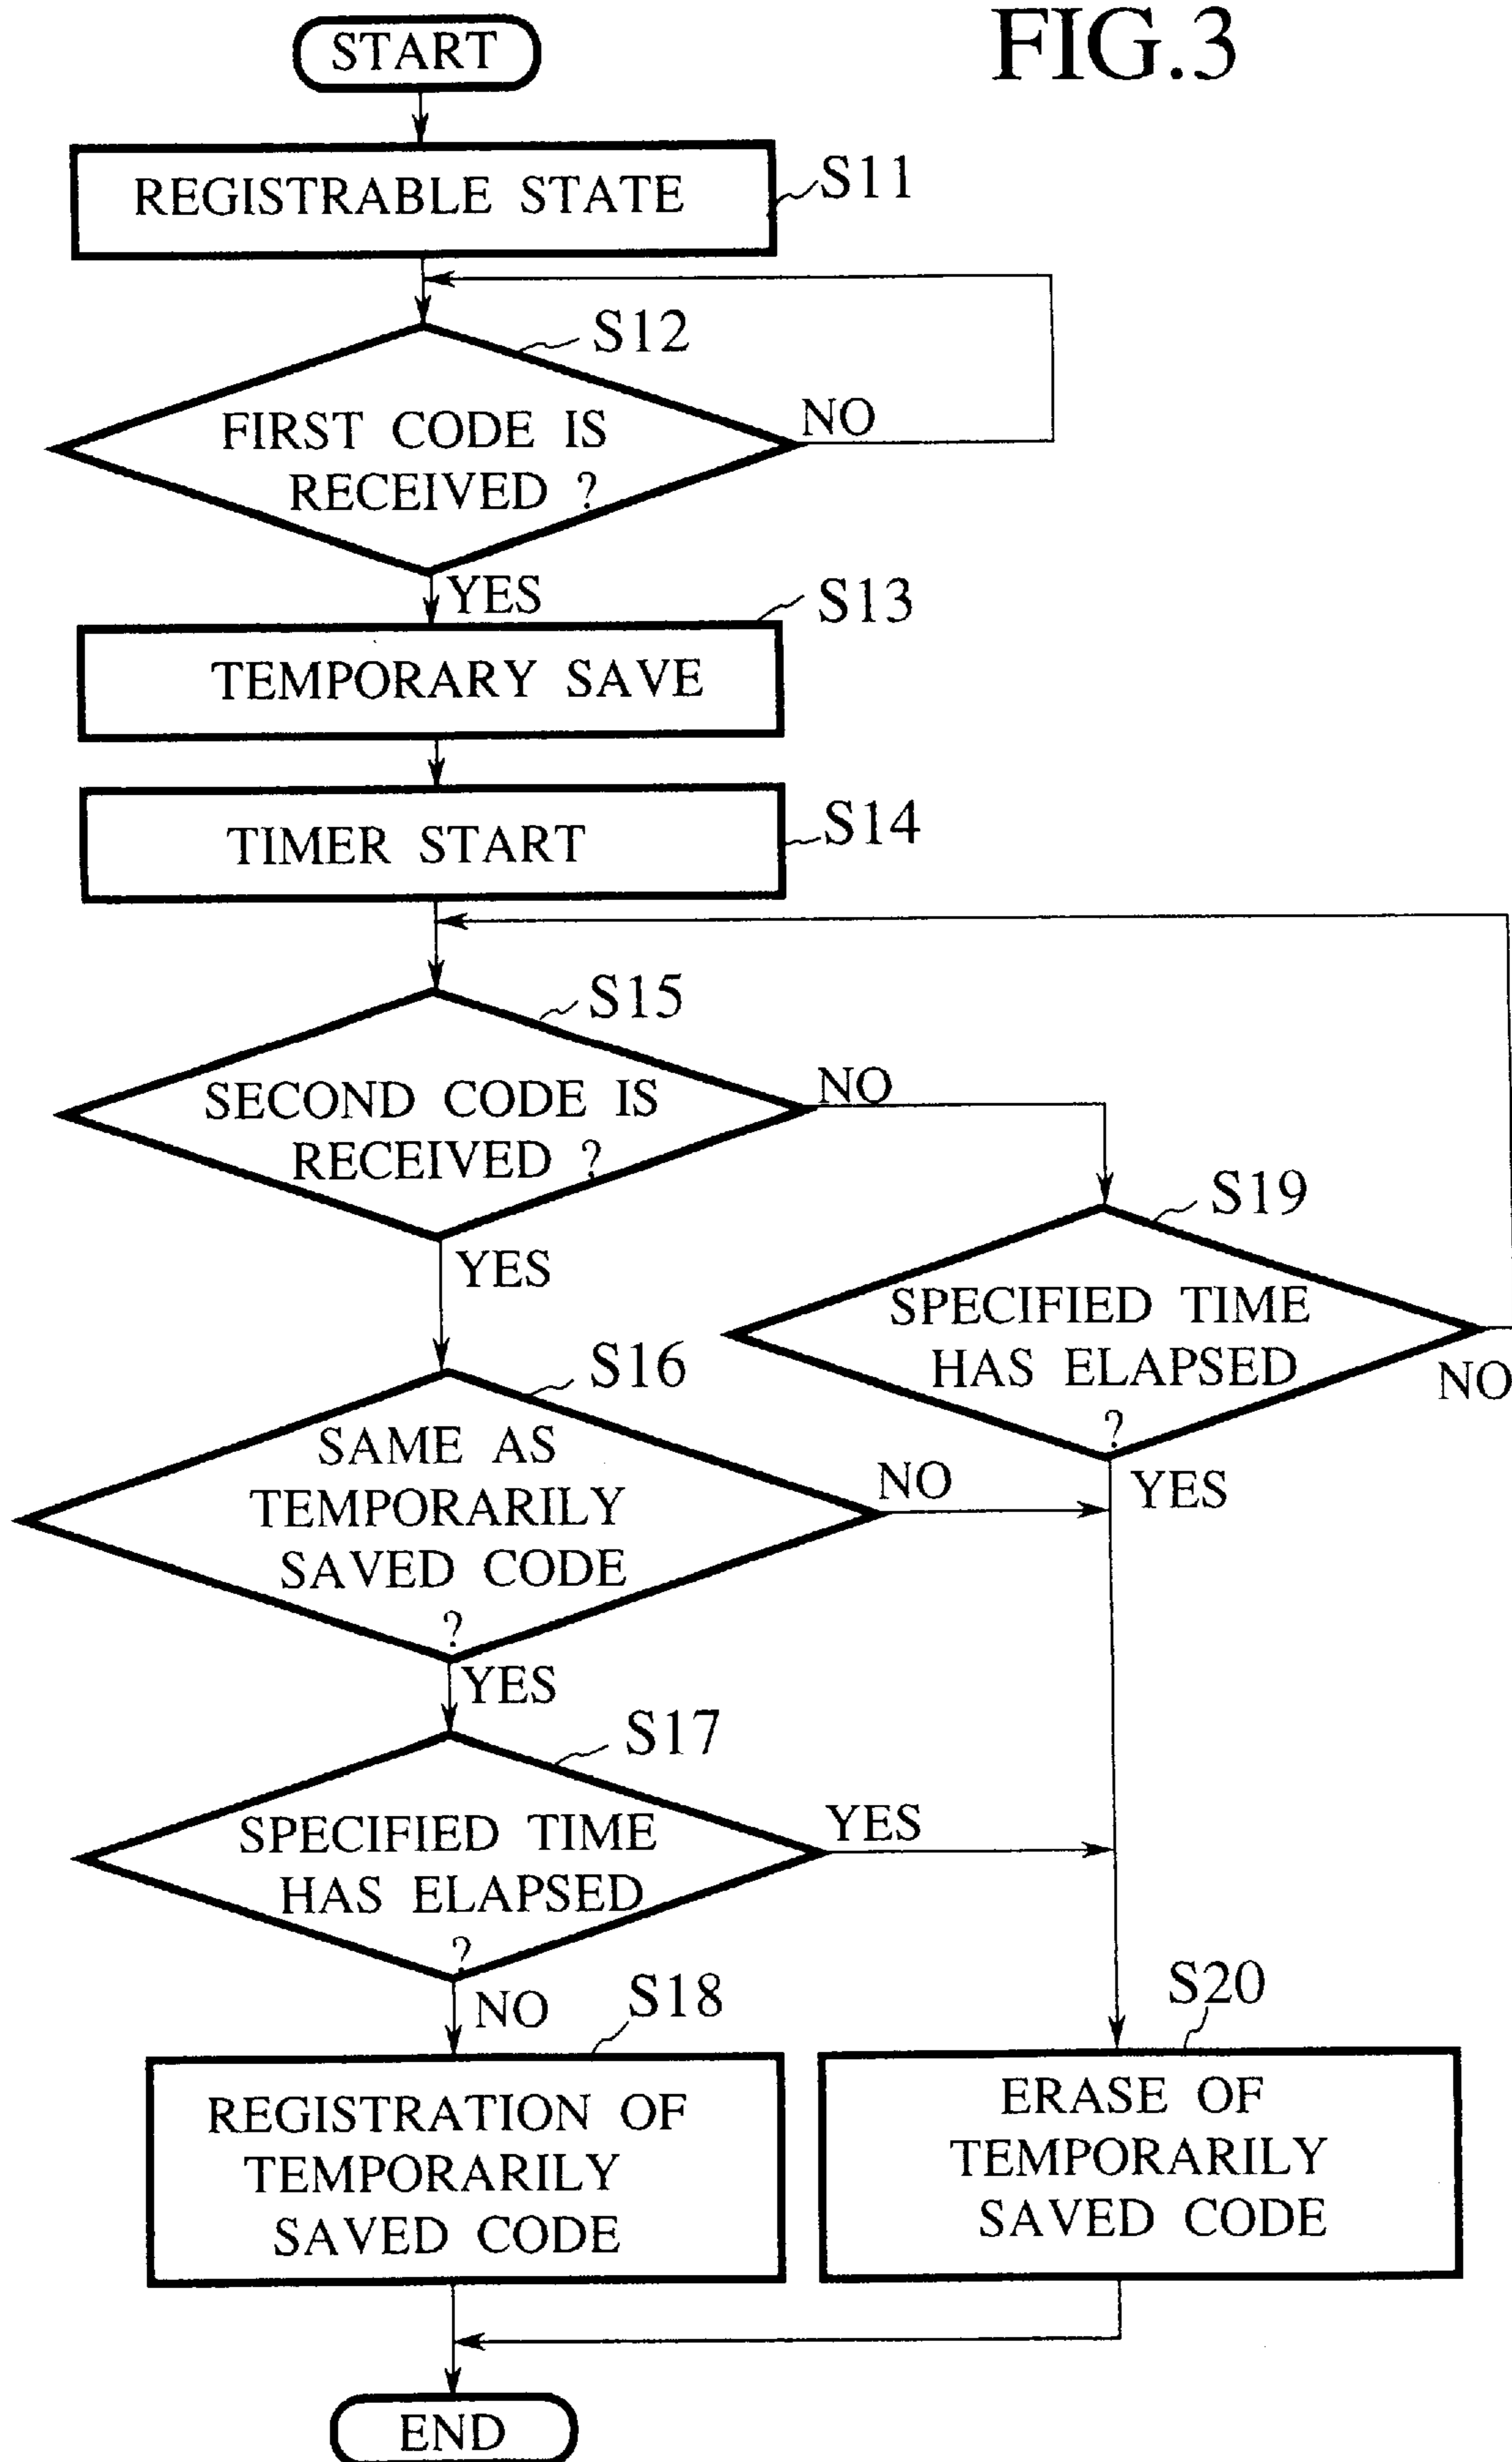 FIG.3
START
REGISTRABLE STATE
S11
S12
FIRST CODE IS
RECEIVED ?
NO
YES
S13
TEMPORARY SAVE
TIMER START
S14
S15
SECOND CODE IS
RECEIVED ?
NO
YES
S19
SPECIFIED TIME
HAS ELAPSED
?
NO
YES
S16
SAME AS
TEMPORARILY
SAVED CODE
?
NO
YES
S17
SPECIFIED TIME
HAS ELAPSED
?
YES
NO
S18
REGISTRATION OF
TEMPORARILY
SAVED CODE
S20
ERASE OF
TEMPORARILY
SAVED CODE
END